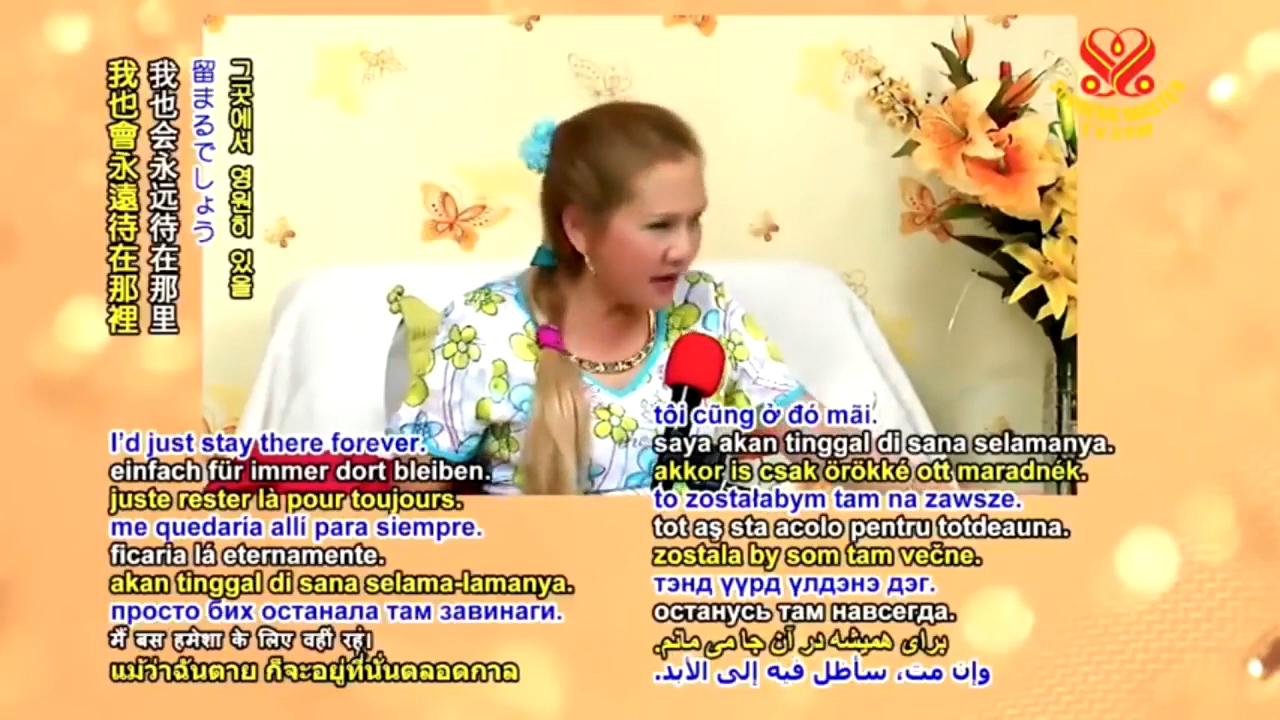 我也會永遠待在那裡
我也会永远待在那里
留まるでしょう
그곳에서 영원히 있을
I'd just stay there forever.
einfach für immer dort bleiben.
juste rester là pour toujours.
me quedaría allí para siempre.
ficaria lá eternamente.
akan tinggal di sana selama-lamanya.
просто бих останала там завинаги.
मैं बस हमेशा के लिए वहीं रहूं।
แม้ว่าฉันตาย ก็จะอยู่ที่นั่นตลอดกาล
tôi cũng ở đó mãi.
saya akan tinggal di sana selamanya.
akkor is csak örökké ott maradnék.
to zostałabym tam na zawsze.
tot aş sta acolo pentru totdeauna.
zostala by som tam večne.
тэнд үүрд үлдэнэ дэг.
останусь там навсегда.
برای همیشه در آن جا می مانم.
وإن مت، سأظل فيه إلى الأبد.